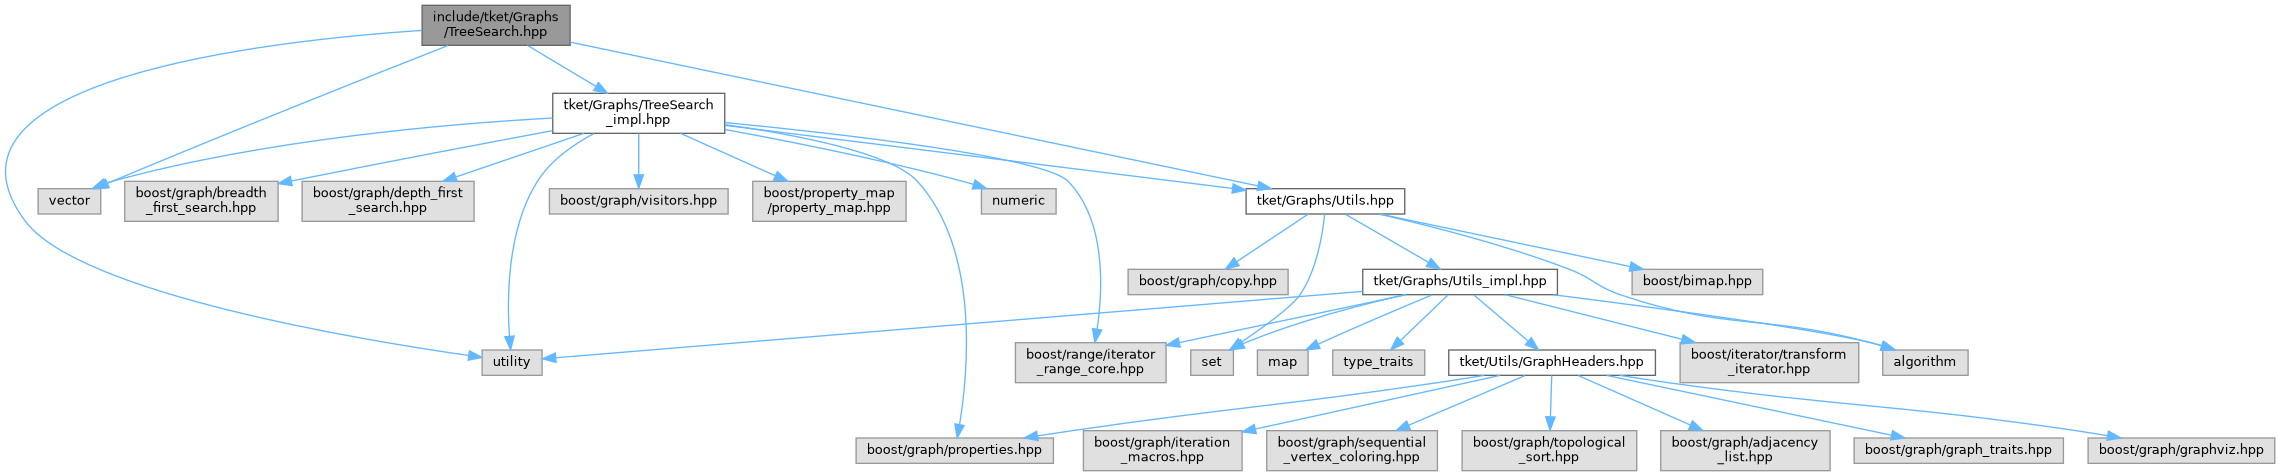 include/tket/Graphs
/TreeSearch.hpp
tket/Graphs/TreeSearch
_impl.hpp
vector
boost/graph/breadth
_first_search.hpp
boost/graph/depth_first
_search.hpp
boost/graph/visitors.hpp
boost/property_map
/property_map.hpp
numeric
tket/Graphs/Utils.hpp
boost/graph/copy.hpp
tket/Graphs/Utils_impl.hpp
boost/bimap.hpp
utility
boost/range/iterator
_range_core.hpp
set
map
type_traits
tket/Utils/GraphHeaders.hpp
boost/iterator/transform
_iterator.hpp
algorithm
boost/graph/properties.hpp
boost/graph/iteration
_macros.hpp
boost/graph/sequential
_vertex_coloring.hpp
boost/graph/topological
_sort.hpp
boost/graph/adjacency
_list.hpp
boost/graph/graph_traits.hpp
boost/graph/graphviz.hpp